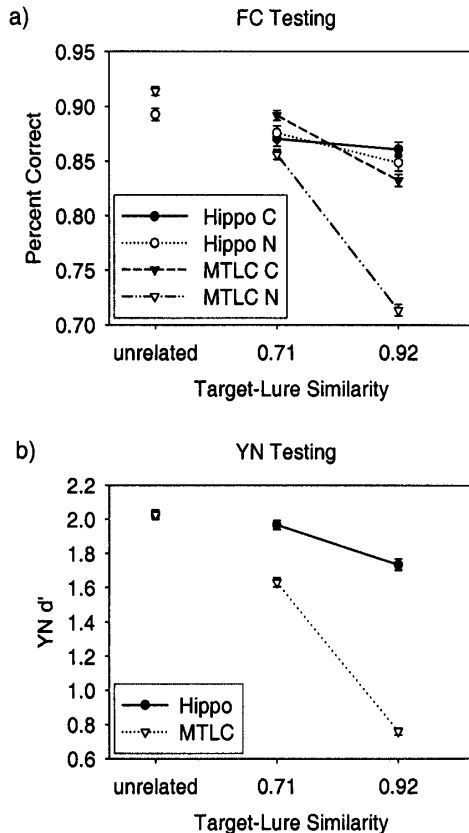 a)
FC Testing
0.95
0.90
0.85
0.80
0.75
0.70
Percent Correct
Hippo C
Hippo N
MTLC C
MTLC N
unrelated 0.71 0.92
Target-Lure Similarity
b)
YN Testing
2.2
2.0
1.8
1.6
1.4
1.2
1.0
0.8
0.6
YN d'
Hippo
MTLC
unrelated 0.71 0.92
Target-Lure Similarity